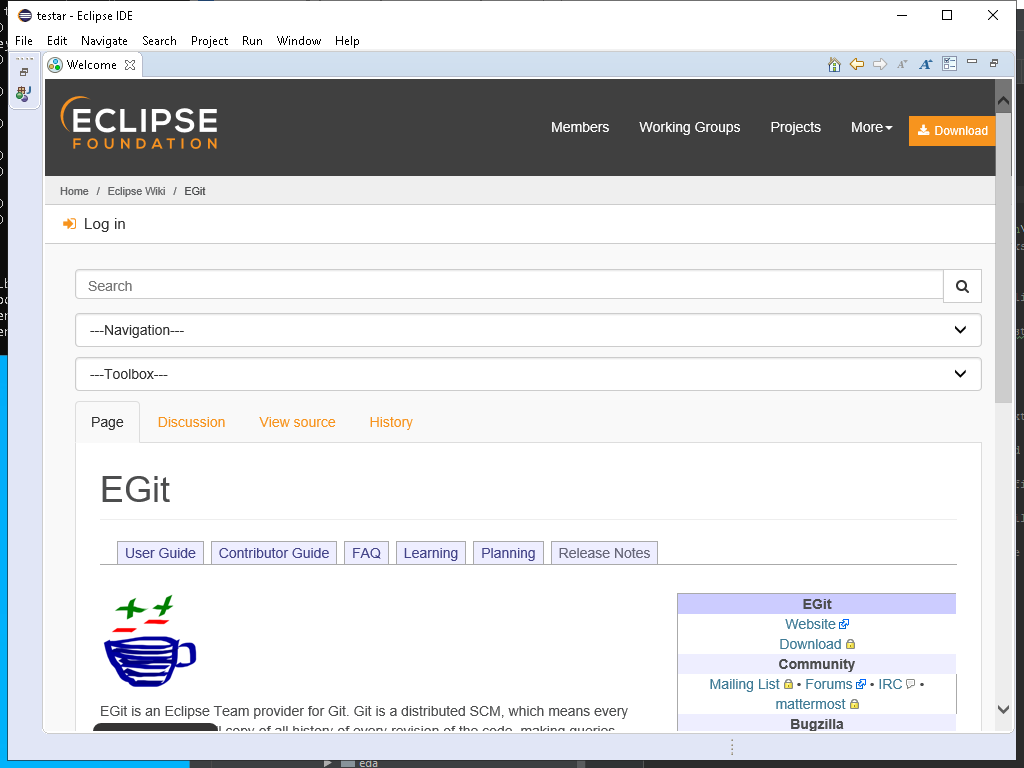 testar - Eclipse IDE
File Edit Navigate Search Project Run Window Help
Welcome
ECLIPSE
FOUNDATION
Members Working Groups Projects More Download
Home / Eclipse Wiki / EGit
Log in
Search
---Navigation---
---Toolbox---
Page Discussion View source History
EGit
User Guide Contributor Guide FAQ Learning Planning Release Notes
EGit
Website
Download
Community
Mailing List • Forums • IRC •
mattermost
Bugzilla
EGit is an Eclipse Team provider for Git. Git is a distributed SCM, which means every
copy of all history of every revision of the code, making queries
eda